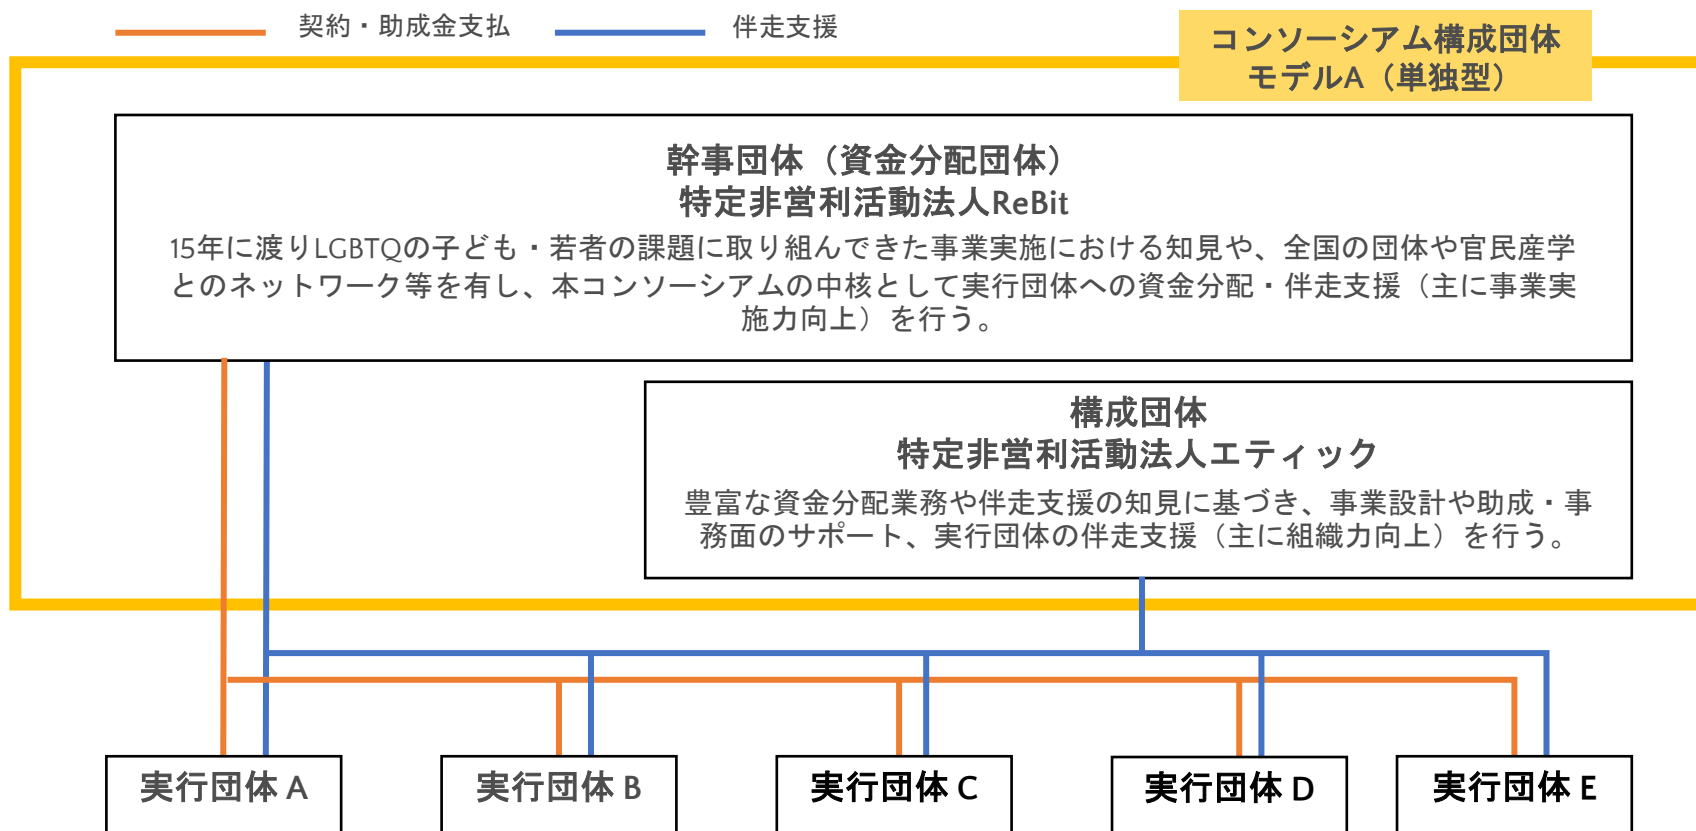 契約・助成金支払
伴走支援
コンソーシアム構成団体
モデルA（単独型）
幹事団体（資金分配団体）
特定非営利活動法人ReBit
15年に渡りLGBTQの子ども・若者の課題に取り組んできた事業実施における知見や、全国の団体や官民産学
とのネットワーク等を有し、本コンソーシアムの中核として実行団体への資金分配・伴走支援（主に事業実
施力向上）を行う。
構成団体
特定非営利活動法人エティック
豊富な資金分配業務や伴走支援の知見に基づき、事業設計や助成・事
務面のサポート、実行団体の伴走支援（主に組織力向上）を行う。
実行団体 A
実行団体 B
実行団体 C
実行団体 D
実行団体 E